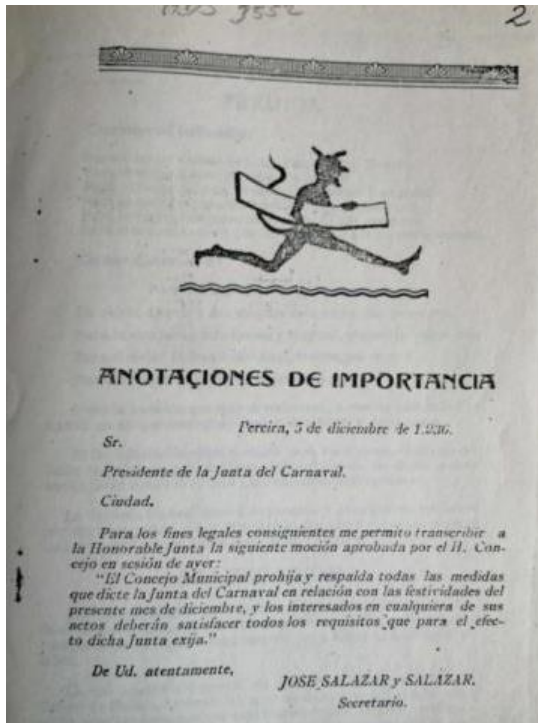 2
ANOTAÇIONES DE IMPORTANCIA
Pereira, 5 de diciembre de 1.936.
Sr.
Presidente de la Junta del Carnaval.
Ciudad.
Para los fines legales consiguientes me permito transcribir a
la Honorable Junta la siguiente moción aprobada por el H. Con-
cejo en sesión de ayer:
"El Concejo Municipal prohija y respalda todas las medidas
que dicte la Junta del Carnaval en relación con las festividades del
presente mes de diciembre, y los interesados en cualquiera de sus
actos deberán satisfacer todos los requisitos que para el efec-
to dicha Junta exija."
De Ud. atentamente,
JOSE SALAZAR y SALAZAR.
Secretario.